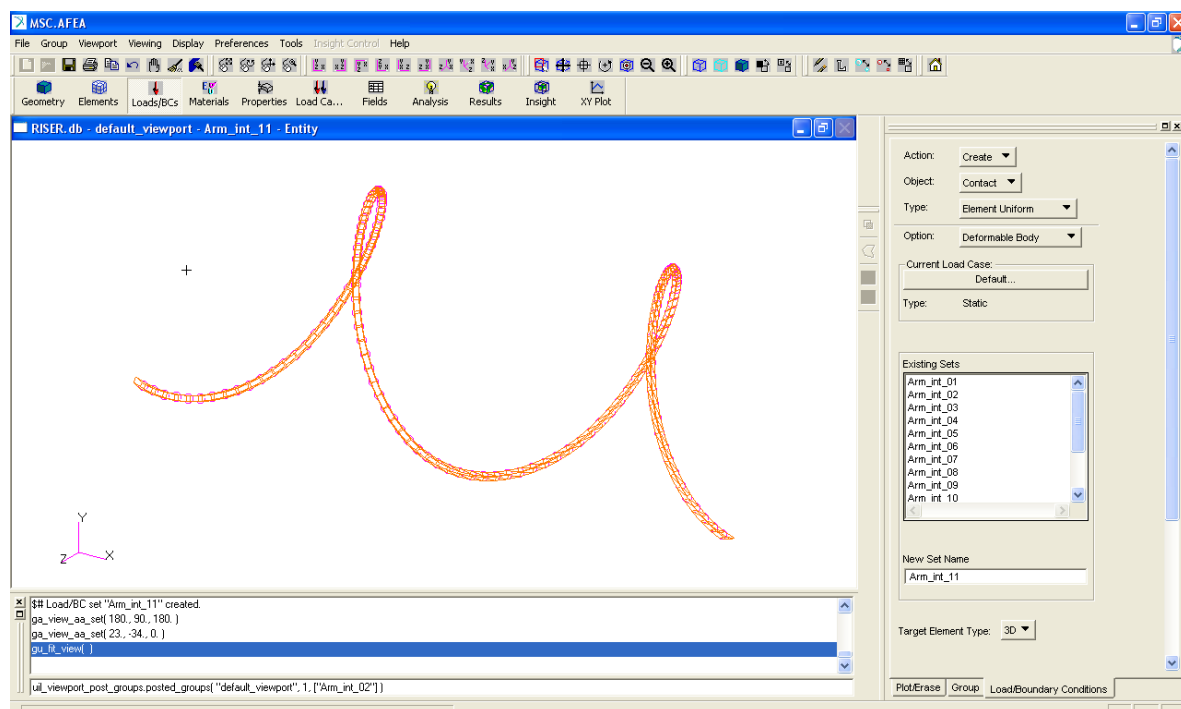 MSC.AFEA
File Group Viewport Viewing Display Preferences Tools Insight Control Help
Geometry Elements Loads/BCs Materials Properties Load Ca... Fields Analysis Results Insight XY Plot
RISER.db - default_viewport - Arm_int_11 - Entity
Y
Z X
Action: Create
Object: Contact
Type: Element Uniform
Option: Deformable Body
Current Load Case:
Default...
Type: Static
Existing Sets
Arm_int_01
Arm_int_02
Arm_int_03
Arm_int_04
Arm_int_05
Arm_int_06
Arm_int_07
Arm_int_08
Arm_int_09
Arm_int_10
New Set Name
Arm_int_11
Target Element Type: 3D
Plot/Erase Group Load/Boundary Conditions
$# Load/BC set "Arm_int_11" created.
ga_view_aa_set( 180., 90., 180. )
ga_view_aa_set( 23., -34., 0. )
gu_fit_view( )
uil_viewport_post_groups.posted_groups( "default_viewport", 1, ["Arm_int_02"] )